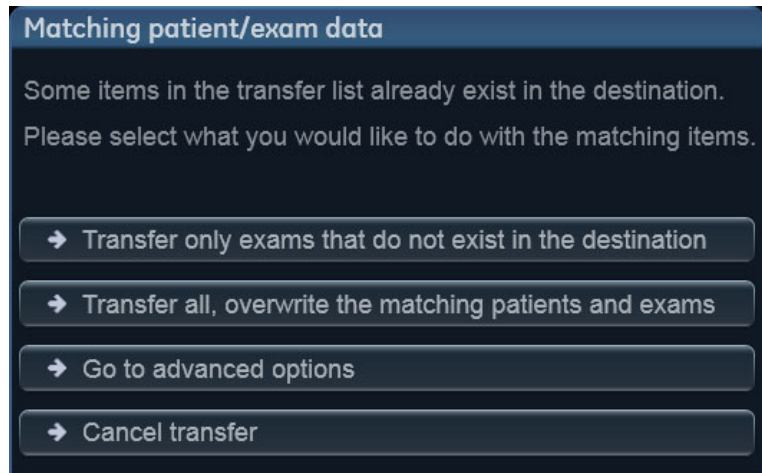 Matching patient/exam data
Some items in the transfer list already exist in the destination.
Please select what you would like to do with the matching items.
Transfer only exams that do not exist in the destination
Transfer all, overwrite the matching patients and exams
Go to advanced options
Cancel transfer